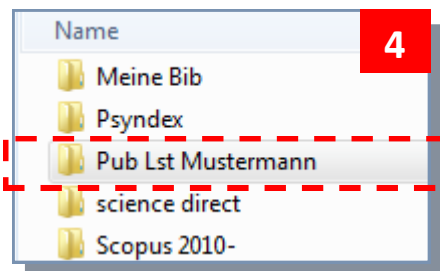 Name
4
Meine Bib
Psyndex
Pub Lst Mustermann
science direct
Scopus 2010-